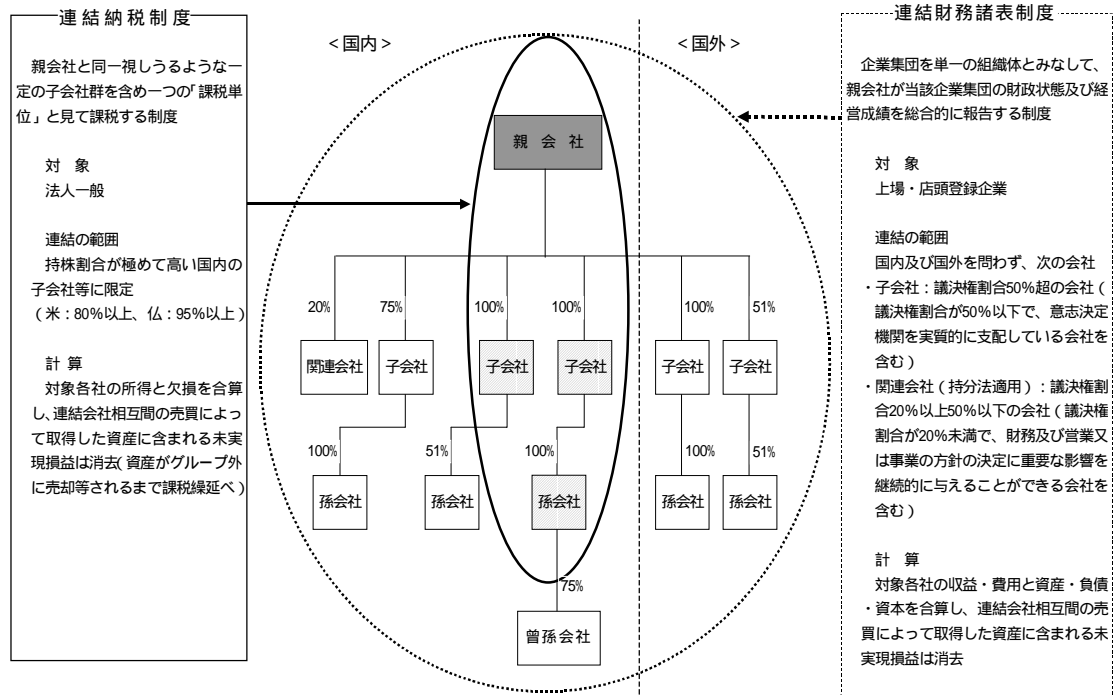 連結納税制度
親会社と同一視しうるような一
定の子会社群を含め一つの「課税単
位」と見て課税する制度
対 象
法人一般
連結の範囲
持株割合が極めて高い国内の
子会社等に限定
(米:80%以上、仏:95%以上)
計 算
対象各社の所得と欠損を合算
し、連結会社相互間の売買によっ
て取得した資産に含まれる未実
現損益は消去(資産がグループ外
に売却等されるまで課税繰延べ)
<国内>
<国外>
親 会 社
20%
75%
100%
100%
100%
51%
関連会社
子会社
子会社
子会社
子会社
子会社
100%
51%
100%
100%
51%
孫会社
孫会社
孫会社
孫会社
孫会社
75%
曾孫会社
連結財務諸表制度
企業集団を単一の組織体とみなして、
親会社が当該企業集団の財政状態及び経
営成績を総合的に報告する制度
対 象
上場・店頭登録企業
連結の範囲
国内及び国外を問わず、次の会社
・子会社:議決権割合50%超の会社(
議決権割合が50%以下で、意志決定
機関を実質的に支配している会社を
含む)
・関連会社(持分法適用):議決権割
合20%以上50%以下の会社(議決権
割合が20%未満で、財務及び営業又
は事業の方針の決定に重要な影響を
継続的に与えることができる会社を
含む)
計 算
対象各社の収益・費用と資産・負債
・資本を合算し、連結会社相互間の売
買によって取得した資産に含まれる未
実現損益は消去